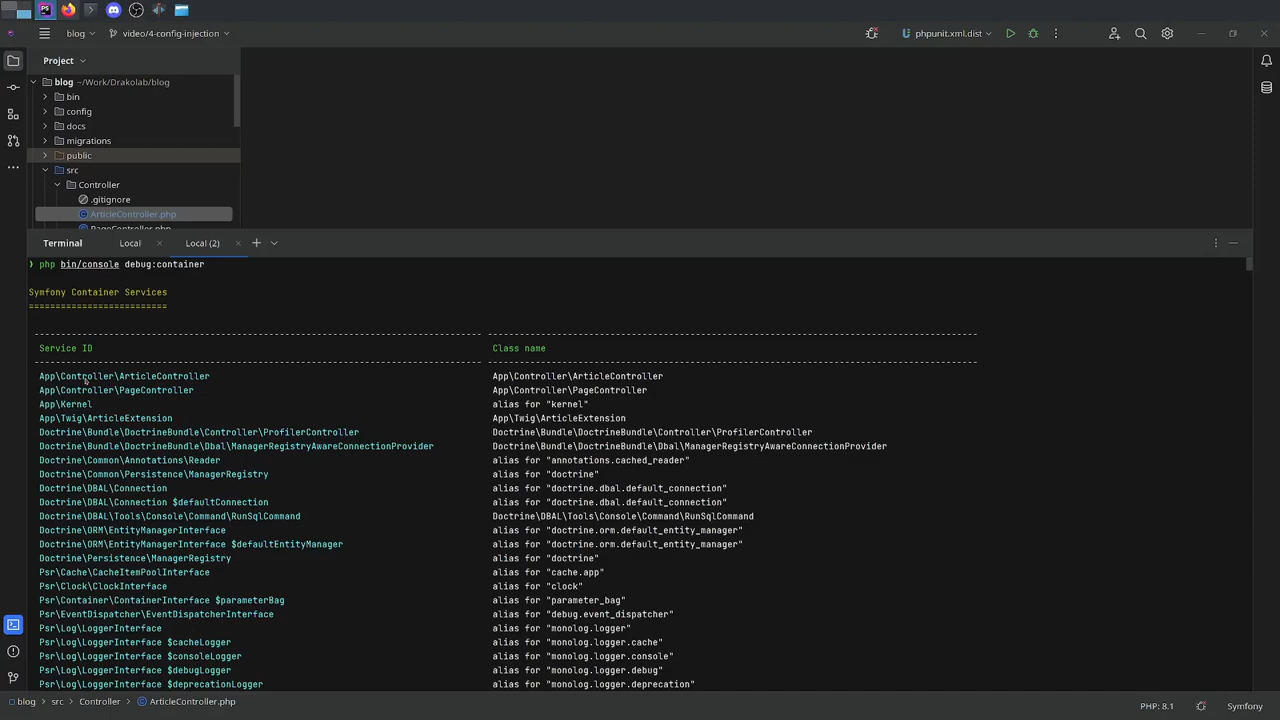 blog
video/4-config-injection
phpunit.xml.dist
Project
blog ~/Work/Drakolab/blog
bin
config
docs
migrations
public
src
Controller
.gitignore
ArticleController.php
PageController.php
Terminal
Local
Local (2)
❯ php bin/console debug:container
Symfony Container Services
==========================
Service ID Class name
App\Controller\ArticleController App\Controller\ArticleController
App\Controller\PageController App\Controller\PageController
App\Kernel alias for "kernel"
App\Twig\ArticleExtension App\Twig\ArticleExtension
Doctrine\Bundle\DoctrineBundle\Controller\ProfilerController Doctrine\Bundle\DoctrineBundle\Controller\ProfilerController
Doctrine\Bundle\DoctrineBundle\Dbal\ManagerRegistryAwareConnectionProvider Doctrine\Bundle\DoctrineBundle\Dbal\ManagerRegistryAwareConnectionProvider
Doctrine\Common\Annotations\Reader alias for "annotations.cached_reader"
Doctrine\Common\Persistence\ManagerRegistry alias for "doctrine"
Doctrine\DBAL\Connection alias for "doctrine.dbal.default_connection"
Doctrine\DBAL\Connection $defaultConnection alias for "doctrine.dbal.default_connection"
Doctrine\DBAL\Tools\Console\Command\RunSqlCommand Doctrine\DBAL\Tools\Console\Command\RunSqlCommand
Doctrine\ORM\EntityManagerInterface alias for "doctrine.orm.default_entity_manager"
Doctrine\ORM\EntityManagerInterface $defaultEntityManager alias for "doctrine.orm.default_entity_manager"
Doctrine\Persistence\ManagerRegistry alias for "doctrine"
Psr\Cache\CacheItemPoolInterface alias for "cache.app"
Psr\Clock\ClockInterface alias for "clock"
Psr\Container\ContainerInterface $parameterBag alias for "parameter_bag"
Psr\EventDispatcher\EventDispatcherInterface alias for "debug.event_dispatcher"
Psr\Log\LoggerInterface alias for "monolog.logger"
Psr\Log\LoggerInterface $cacheLogger alias for "monolog.logger.cache"
Psr\Log\LoggerInterface $consoleLogger alias for "monolog.logger.console"
Psr\Log\LoggerInterface $debugLogger alias for "monolog.logger.debug"
Psr\Log\LoggerInterface $deprecationLogger alias for "monolog.logger.deprecation"
blog > src > Controller > ArticleController.php
PHP: 8.1
Symfony